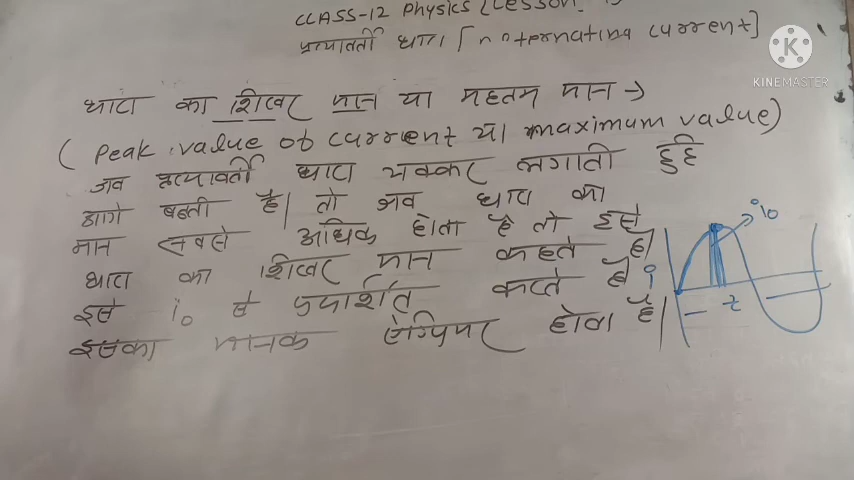 CLASS-12 Physics (Lesson
प्रत्यावर्ती धारा [Alternating current]
K
KINEMASTER
धारा का शिखर मान या महतम मान →
( Peak value of current या maximum value)
जब प्रत्यावर्ती धारा चक्कर लगाती हुई
आगे बढती है। तो जब धारा का
मान सबसे अधिक होता है तो इसे
धारा का शिखर मान कहते है।
इसे i₀ से प्रदर्शित करते है।
इसका मानक ऐम्पियर होता है।
i₀
i
t